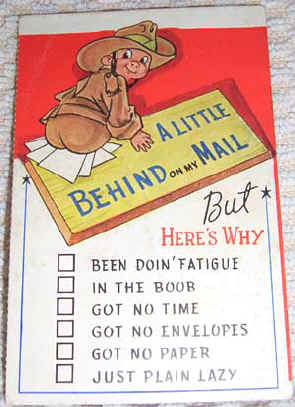 A LITTLE
BEHIND ON MY MAIL
But
HERE'S WHY
BEEN DOIN' FATIGUE
IN THE BOOB
GOT NO TIME
GOT NO ENVELOPES
GOT NO PAPER
JUST PLAIN LAZY